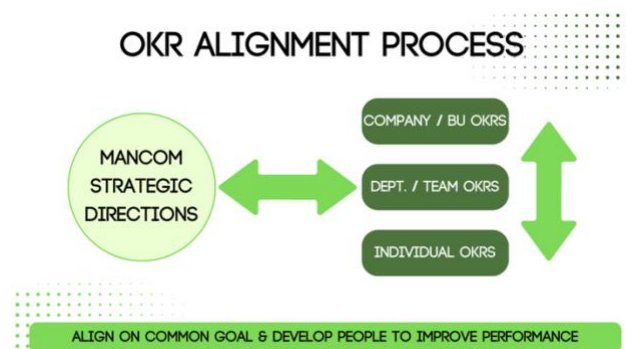 OKR ALIGNMENT PROCESS
MANCOM
STRATEGIC
DIRECTIONS
COMPANY / BU OKRS
DEPT. / TEAM OKRS
INDIVIDUAL OKRS
ALIGN ON COMMON GOAL & DEVELOP PEOPLE TO IMPROVE PERFORMANCE